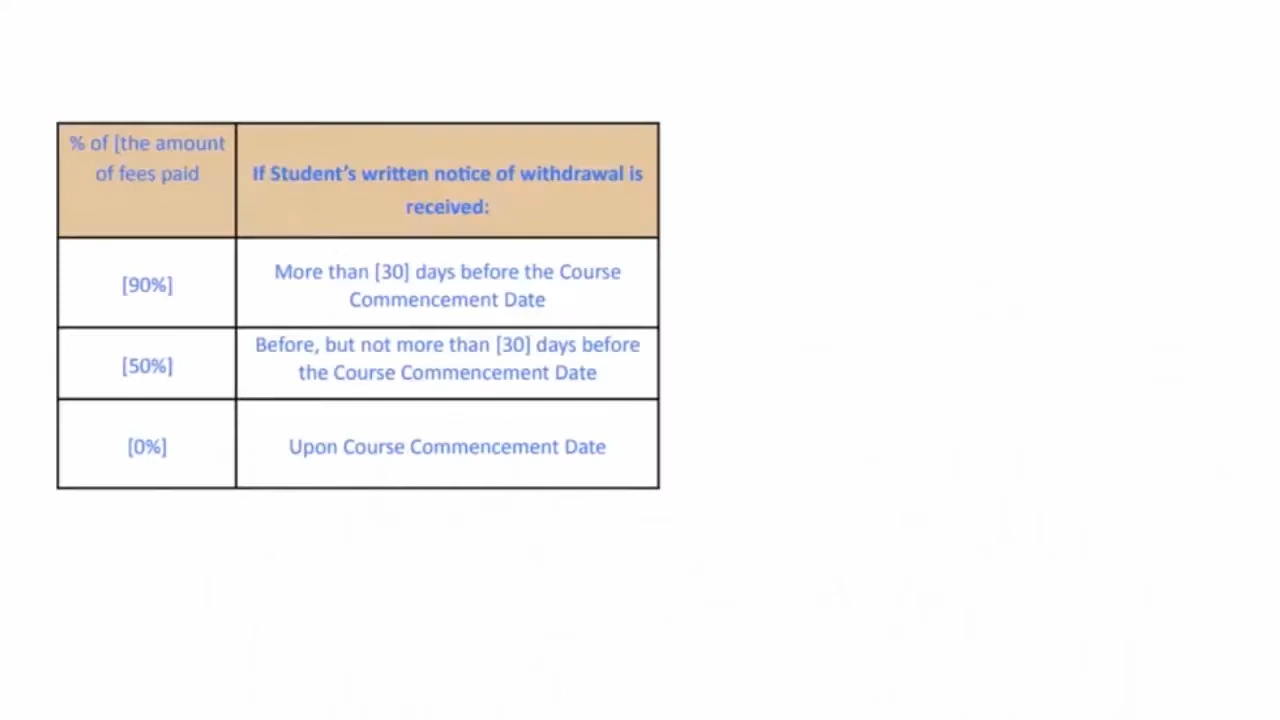 % of [the amount
of fees paid
If Student’s written notice of withdrawal is
received:
[90%]
More than [30] days before the Course
Commencement Date
[50%]
Before, but not more than [30] days before
the Course Commencement Date
[0%]
Upon Course Commencement Date